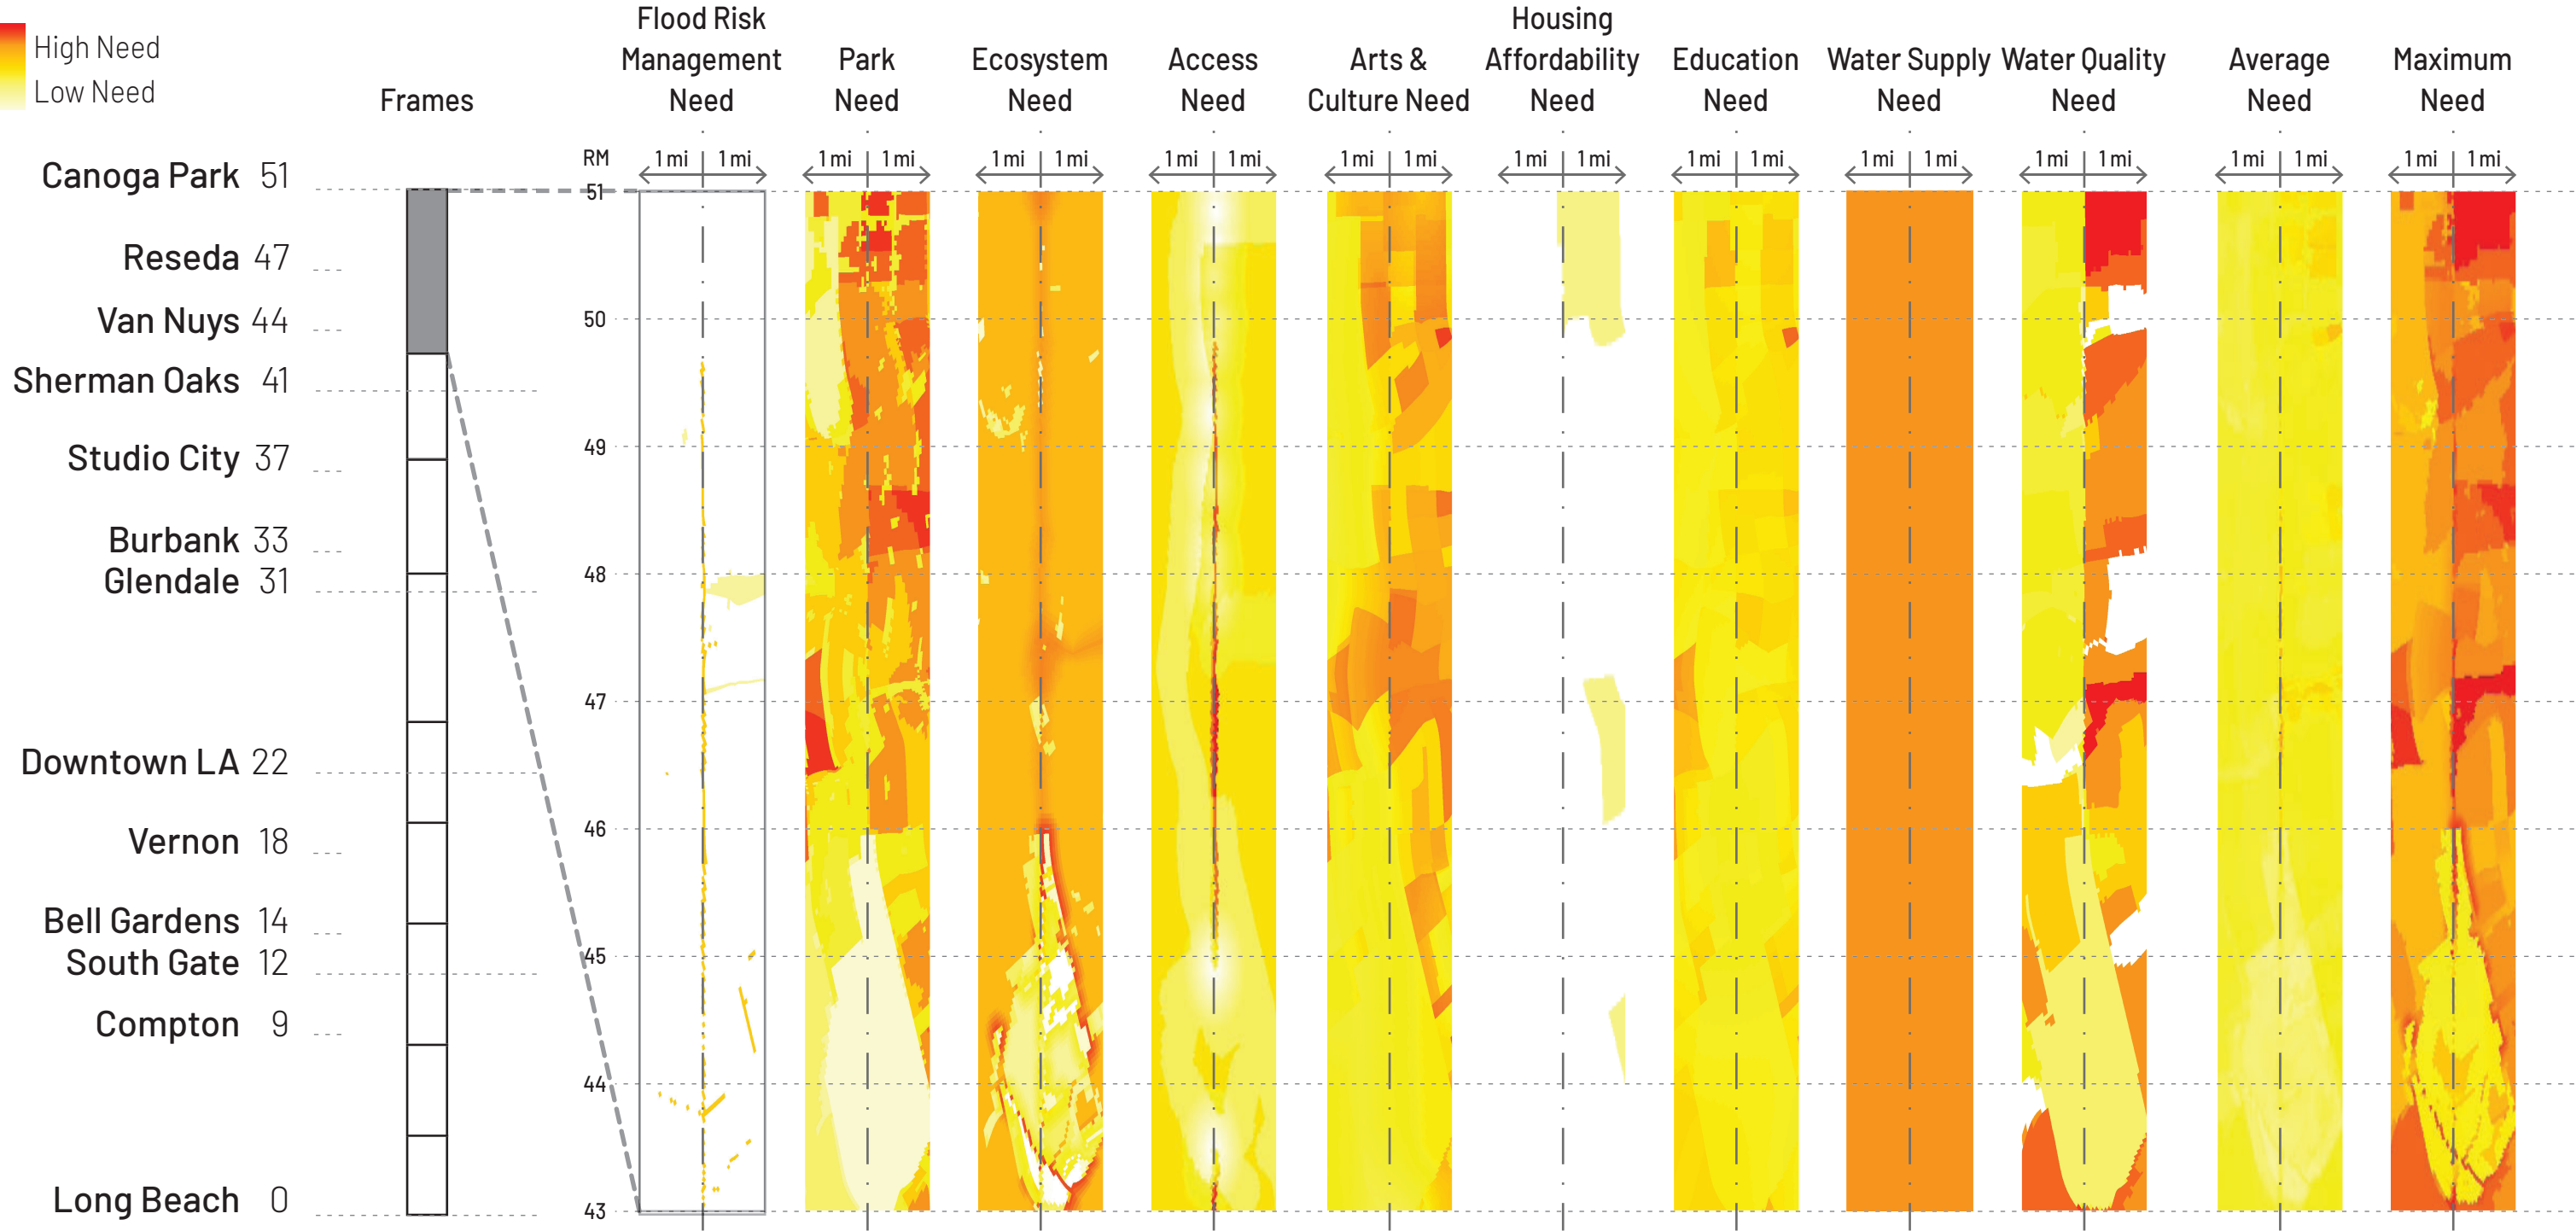 High Need
Low Need
Frames
Flood Risk
Management
Need
Park
Need
Ecosystem
Need
Access
Need
Arts &
Culture Need
Housing
Affordability
Need
Education
Need
Water Supply
Need
Water Quality
Need
Average
Need
Maximum
Need
RM
1 mi 1 mi
1 mi 1 mi
1 mi 1 mi
1 mi 1 mi
1 mi 1 mi
1 mi 1 mi
1 mi 1 mi
1 mi 1 mi
1 mi 1 mi
1 mi 1 mi
1 mi 1 mi
Canoga Park 51
Reseda 47
Van Nuys 44
Sherman Oaks 41
Studio City 37
Burbank 33
Glendale 31
Downtown LA 22
Vernon 18
Bell Gardens 14
South Gate 12
Compton 9
Long Beach 0
51
50
49
48
47
46
45
44
43